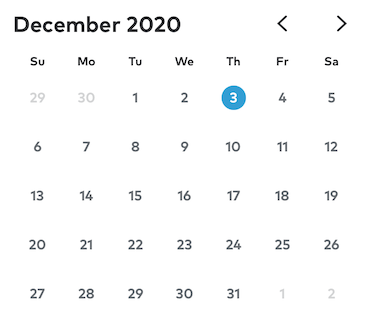 December 2020
Su Mo Tu We Th Fr Sa
29 30 1 2 3 4 5
6 7 8 9 10 11 12
13 14 15 16 17 18 19
20 21 22 23 24 25 26
27 28 29 30 31 1 2